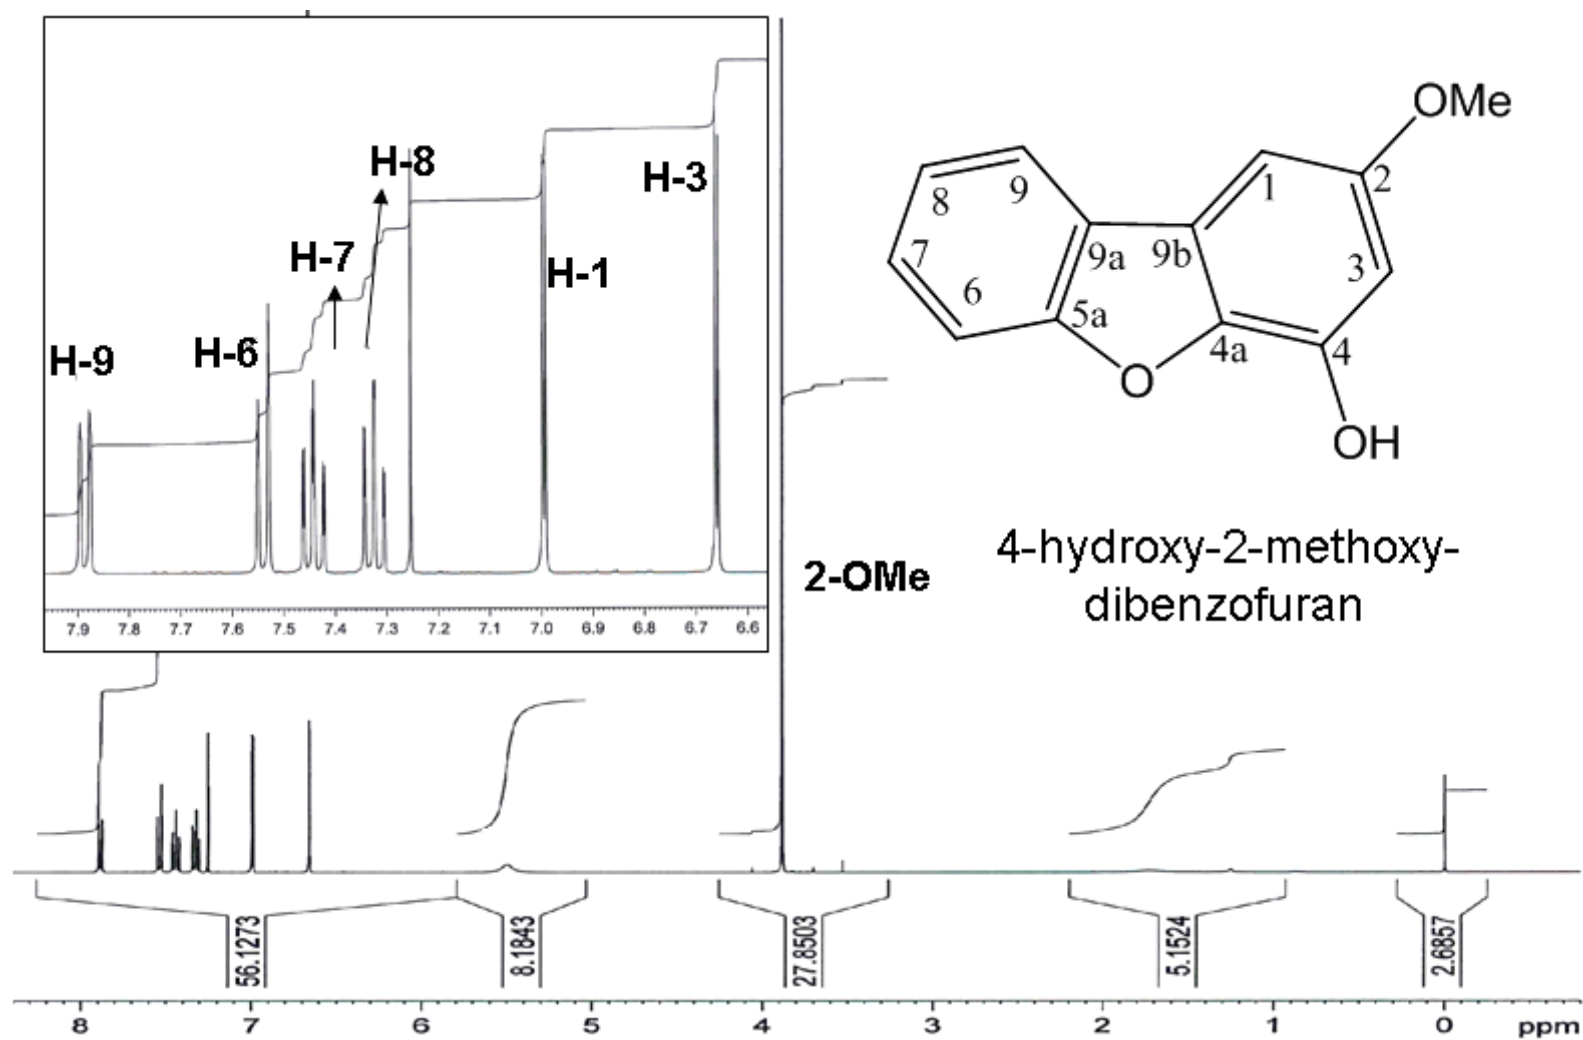 H-9
H-6
H-7
H-8
H-1
H-3
7.9 7.8 7.7 7.6 7.5 7.4 7.3 7.2 7.1 7.0 6.9 6.8 6.7 6.6
OMe
1
2
3
4
4a
5a
6
7
8
9
9a
9b
O
OH
4-hydroxy-2-methoxy-
dibenzofuran
2-OMe
56.1273
8.1843
27.8503
5.1524
2.6857
8 7 6 5 4 3 2 1 0 ppm